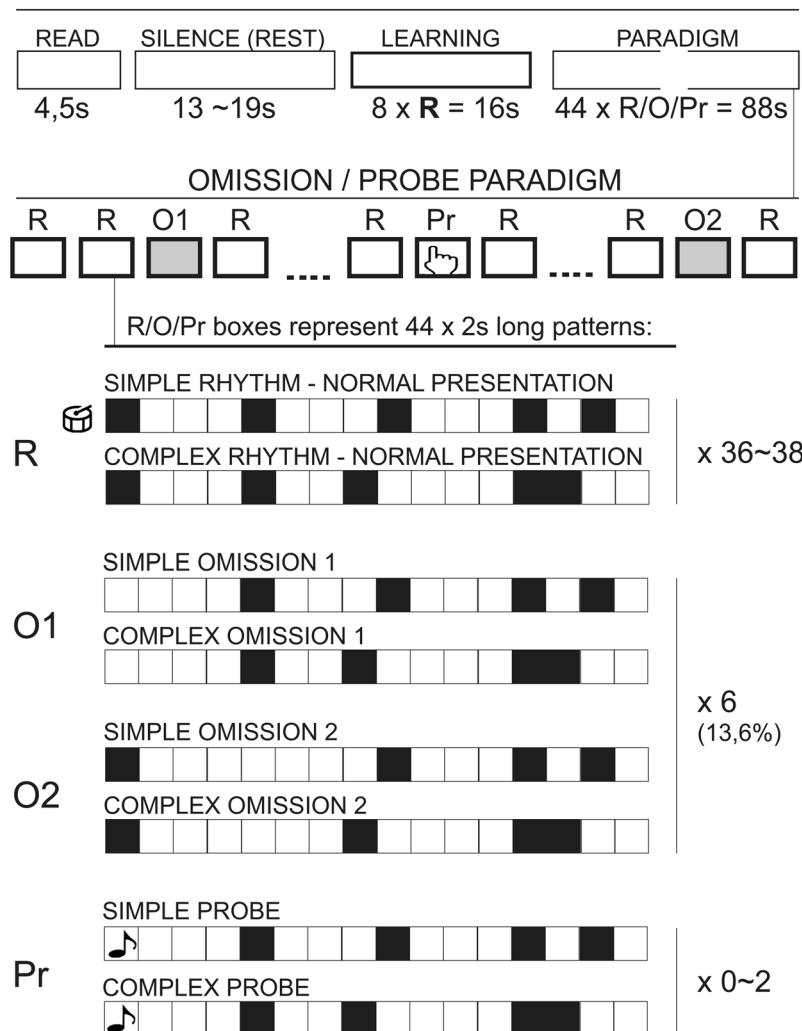 READ SILENCE (REST) LEARNING PARADIGM
4,5s 13 ~19s 8 x R = 16s 44 x R/O/Pr = 88s
OMISSION / PROBE PARADIGM
R R O1 R R Pr R R O2 R
R/O/Pr boxes represent 44 x 2s long patterns:
SIMPLE RHYTHM - NORMAL PRESENTATION
R
x 36~38
COMPLEX RHYTHM - NORMAL PRESENTATION
SIMPLE OMISSION 1
O1
COMPLEX OMISSION 1
x 6
(13,6%)
SIMPLE OMISSION 2
O2
COMPLEX OMISSION 2
SIMPLE PROBE
Pr
x 0~2
COMPLEX PROBE